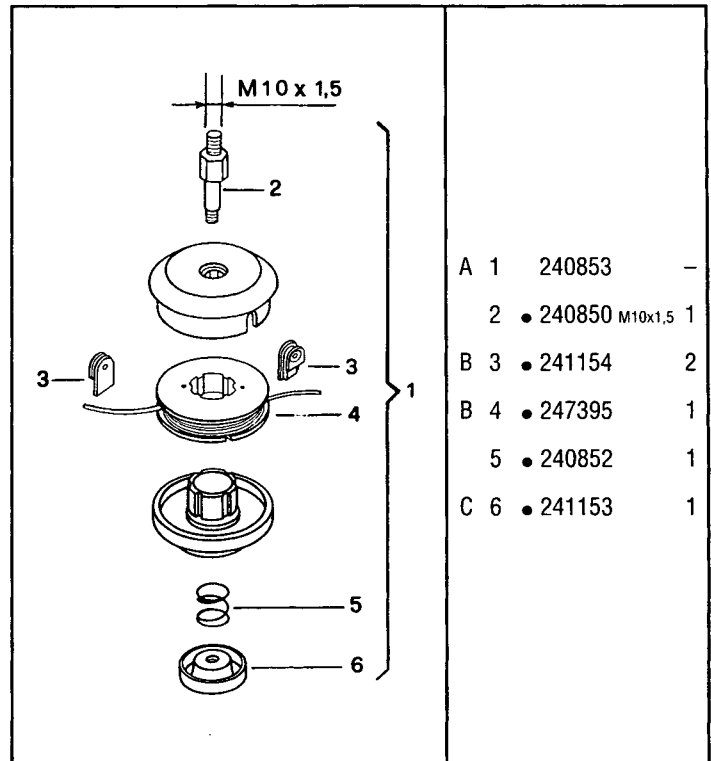 M10 x 1,5
2
3
3
1
4
5
6
A 1 240853 –
2 • 240850 M10x1,5 1
B 3 • 241154 2
B 4 • 247395 1
5 • 240852 1
C 6 • 241153 1